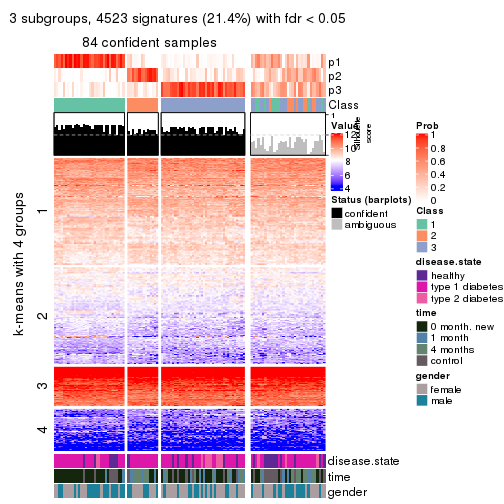 3 subgroups, 4523 signatures (21.4%) with fdr < 0.05
84 confident samples
p1
p2
p3
Class
1
Silhouette
score
k-means with 4 groups
1
2
3
4
disease.state
time
gender
Value
12
10
8
6
4
Status (barplots)
confident
ambiguous
Prob
1
0.8
0.6
0.4
0.2
0
Class
1
2
3
disease.state
healthy
type 1 diabetes
type 2 diabetes
time
0 month. new
1 month
4 months
control
gender
female
male